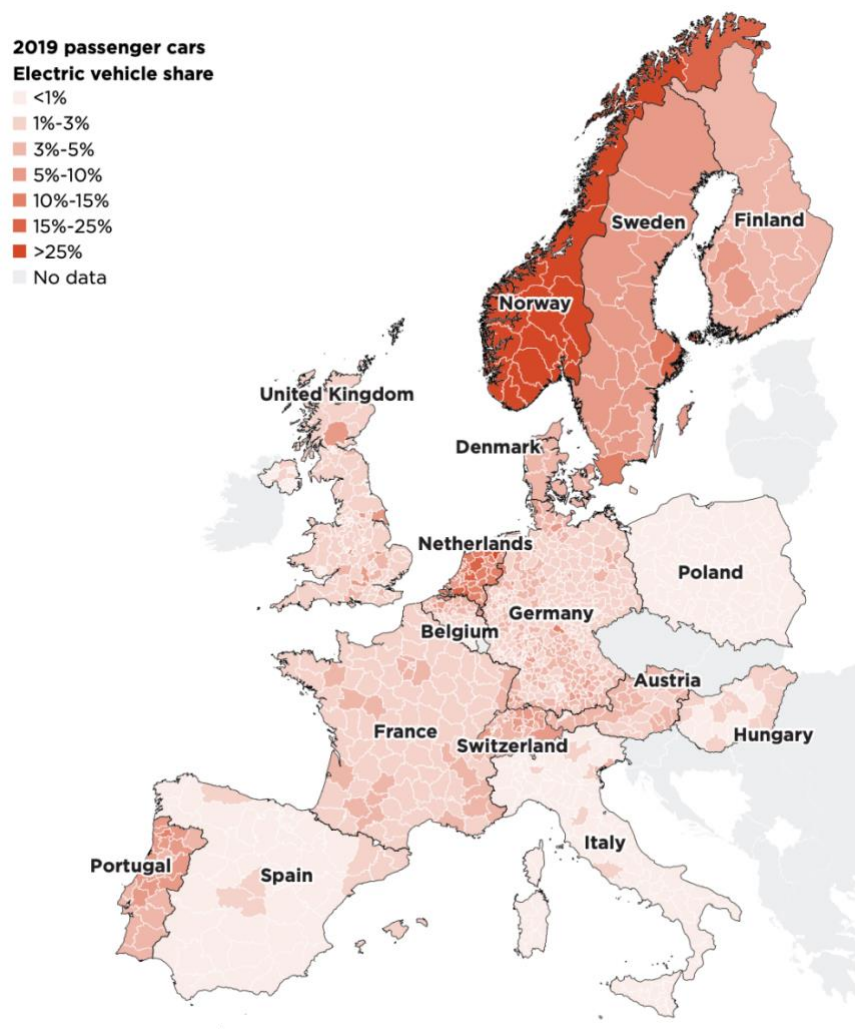 2019 passenger cars
Electric vehicle share
<1%
1%-3%
3%-5%
5%-10%
10%-15%
15%-25%
>25%
No data
Sweden
Finland
Norway
United Kingdom
Denmark
Netherlands
Poland
Germany
Belgium
Austria
France
Hungary
Switzerland
Italy
Portugal
Spain